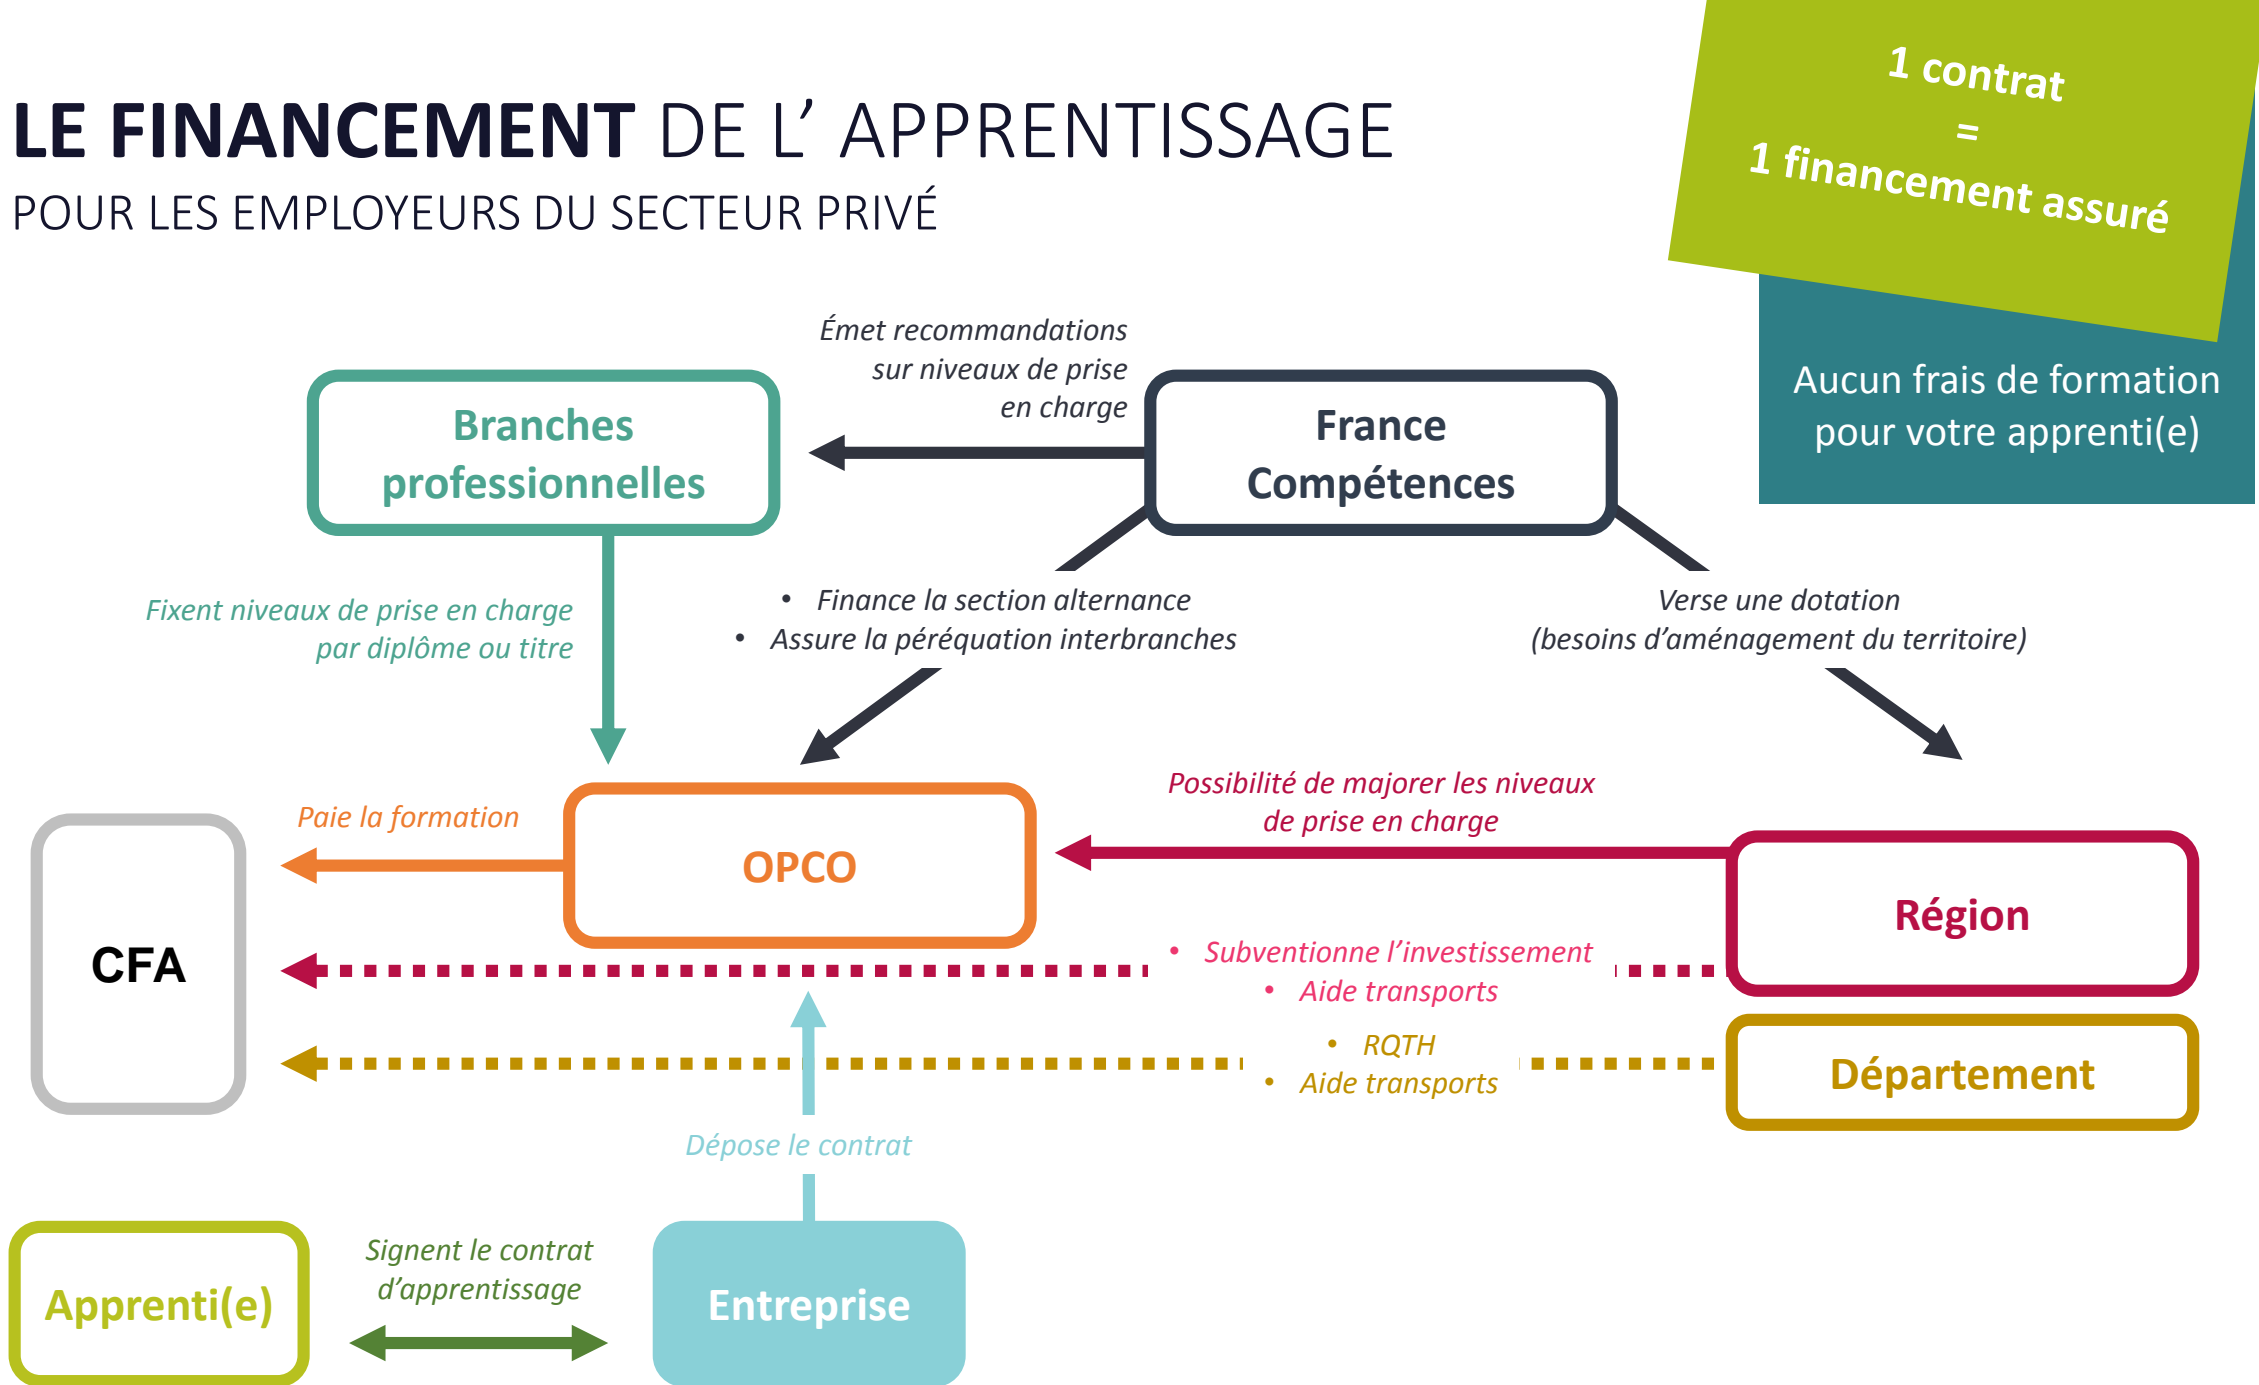 LE FINANCEMENT DE L’ APPRENTISSAGE
POUR LES EMPLOYEURS DU SECTEUR PRIVÉ
1 contrat
=
1 financement assuré
Aucun frais de formation
pour votre apprenti(e)
Émet recommandations
sur niveaux de prise
en charge
Branches
professionnelles
France
Compétences
Fixent niveaux de prise en charge
par diplôme ou titre
• Finance la section alternance
• Assure la péréquation interbranches
Verse une dotation
(besoins d’aménagement du territoire)
Paie la formation
OPCO
Possibilité de majorer les niveaux
de prise en charge
Région
CFA
• Subventionne l’investissement
• Aide transports
• RQTH
• Aide transports
Département
Dépose le contrat
Apprenti(e)
Signent le contrat
d’apprentissage
Entreprise